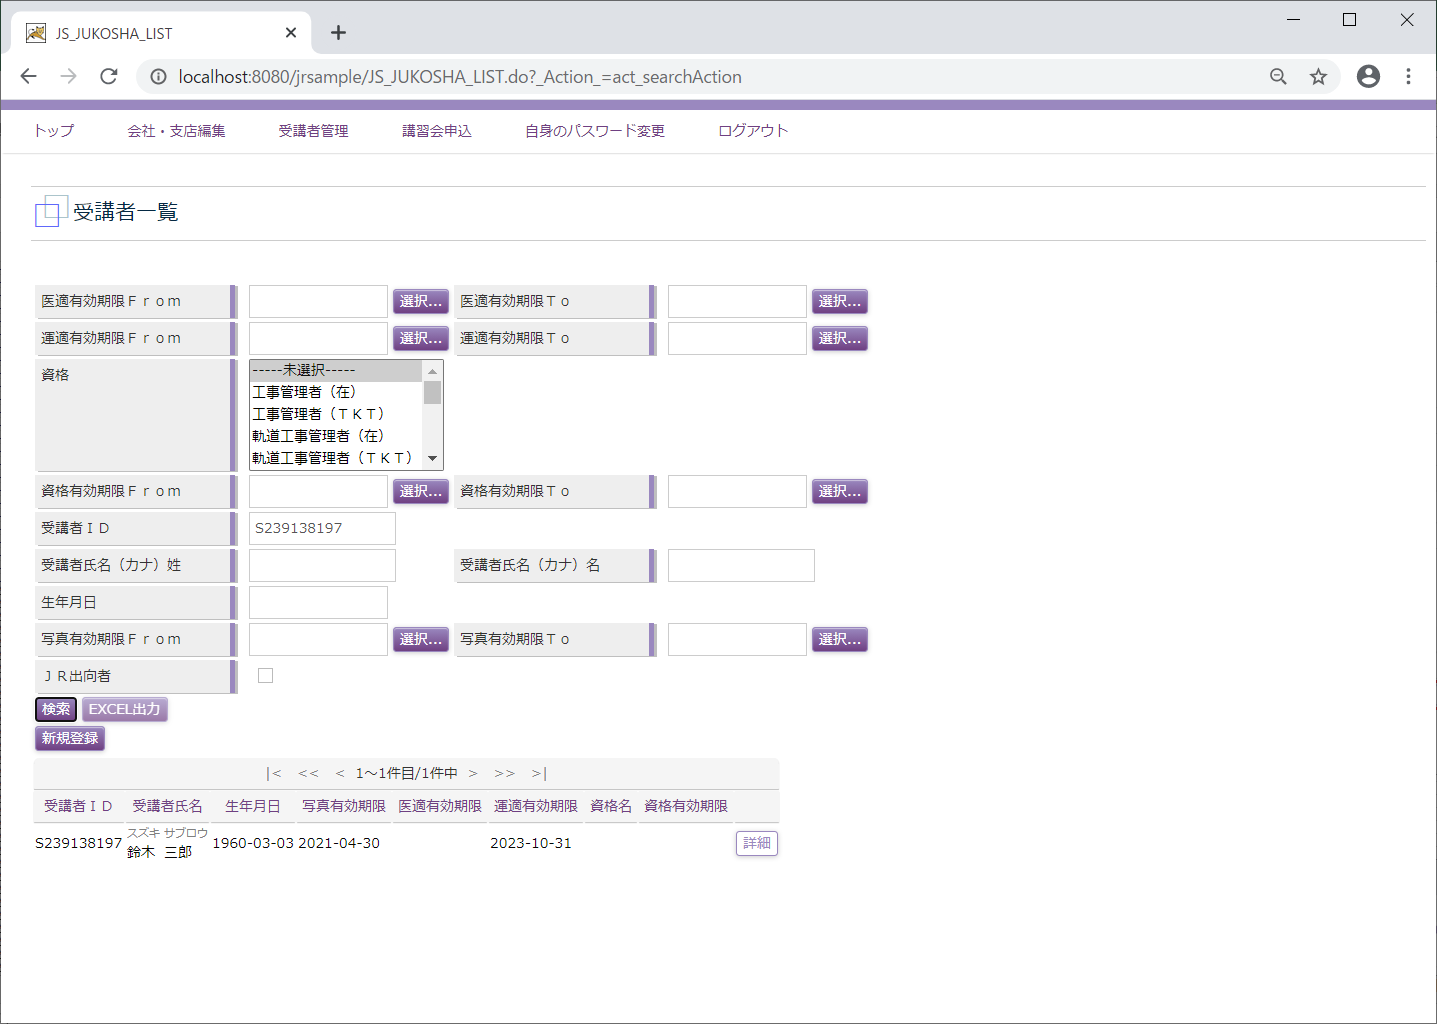 JS_JUKOSHA_LIST
localhost:8080/jrsample/JS_JUKOSHA_LIST.do?_Action_=act_searchAction
トップ 会社・支店編集 受講者管理 講習会申込 自身のパスワード変更 ログアウト
受講者一覧
医適有効期限Ｆｒｏｍ 選択... 医適有効期限Ｔｏ 選択...
運適有効期限Ｆｒｏｍ 選択... 運適有効期限Ｔｏ 選択...
資格 -----未選択-----
工事管理者（在）
工事管理者（ＴＫＴ）
軌道工事管理者（在）
軌道工事管理者（ＴＫＴ）
資格有効期限Ｆｒｏｍ 選択... 資格有効期限Ｔｏ 選択...
受講者ＩＤ S239138197
受講者氏名（カナ）姓 受講者氏名（カナ）名
生年月日
写真有効期限Ｆｒｏｍ 選択... 写真有効期限Ｔｏ 選択...
ＪＲ出向者
検索 EXCEL出力
新規登録
|< << < 1～1件目/1件中 > >> >|
受講者ＩＤ 受講者氏名 生年月日 写真有効期限 医適有効期限 運適有効期限 資格名 資格有効期限
スズキ サブロウ
S239138197 鈴木 三郎 1960-03-03 2021-04-30 2023-10-31 詳細